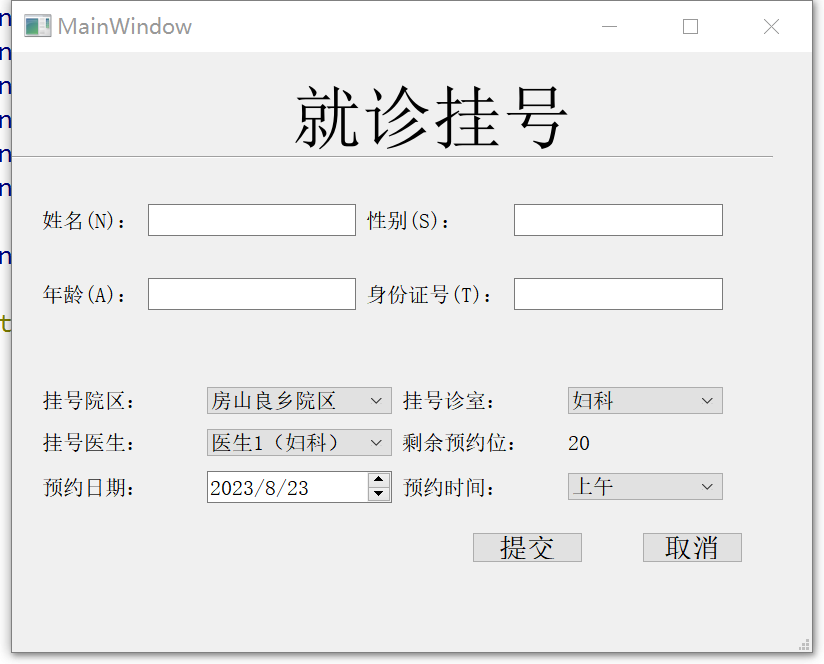 MainWindow
就诊挂号
姓名(N)： 性别(S)：
年龄(A)： 身份证号(T)：
挂号院区： 房山良乡院区 挂号诊室： 妇科
挂号医生： 医生1（妇科） 剩余预约位： 20
预约日期： 2023/8/23 预约时间： 上午
提交 取消